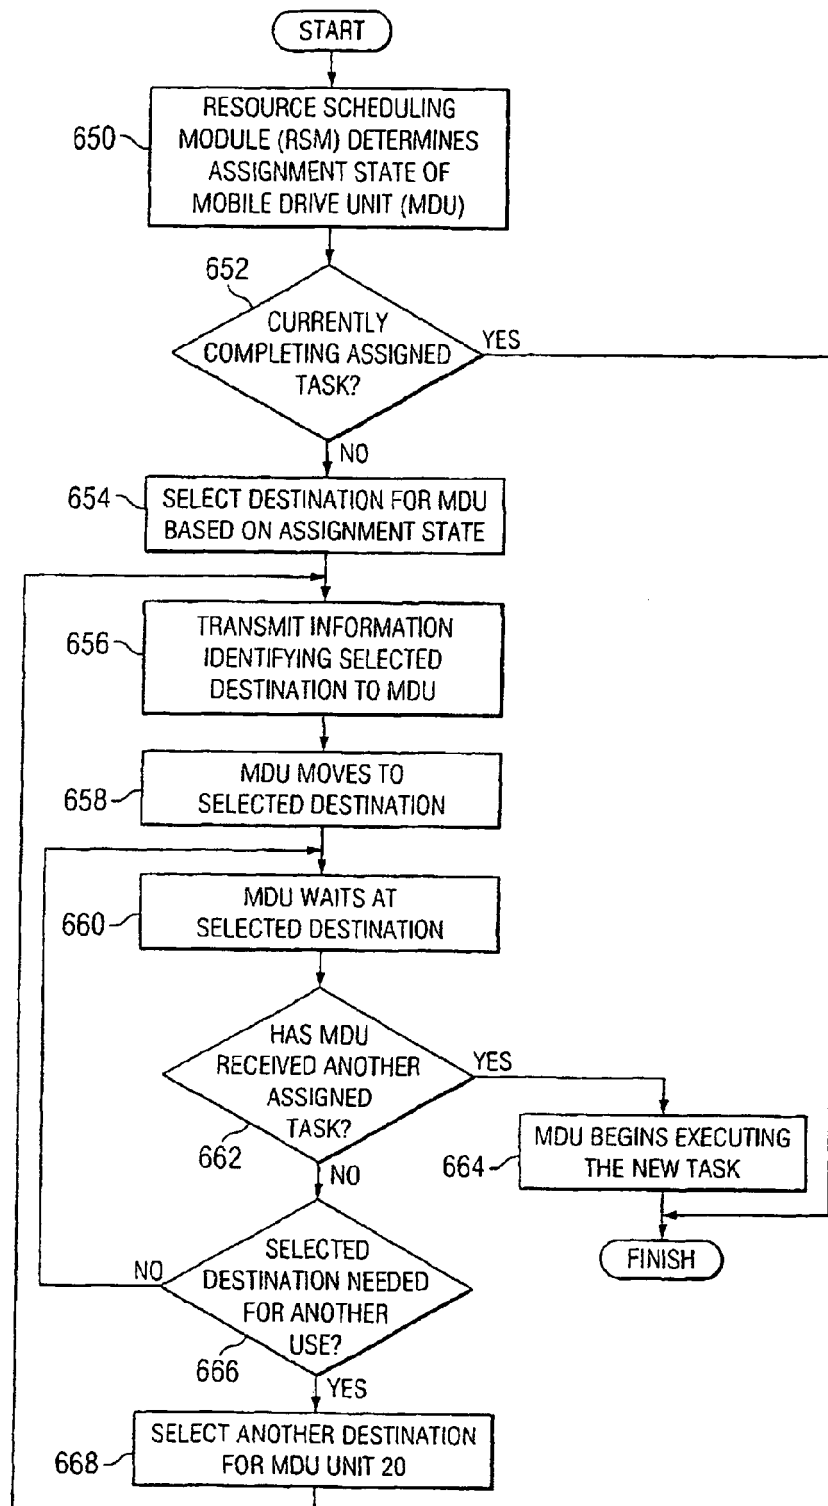 START
650
RESOURCE SCHEDULING
MODULE (RSM) DETERMINES
ASSIGNMENT STATE OF
MOBILE DRIVE UNIT (MDU)
652
CURRENTLY
COMPLETING ASSIGNED
TASK?
YES
NO
654
SELECT DESTINATION FOR MDU
BASED ON ASSIGNMENT STATE
656
TRANSMIT INFORMATION
IDENTIFYING SELECTED
DESTINATION TO MDU
658
MDU MOVES TO
SELECTED DESTINATION
660
MDU WAITS AT
SELECTED DESTINATION
HAS MDU
RECEIVED ANOTHER
ASSIGNED
TASK?
662
YES
NO
664
MDU BEGINS EXECUTING
THE NEW TASK
FINISH
SELECTED
DESTINATION NEEDED
FOR ANOTHER
USE?
666
NO
YES
668
SELECT ANOTHER DESTINATION
FOR MDU UNIT 20